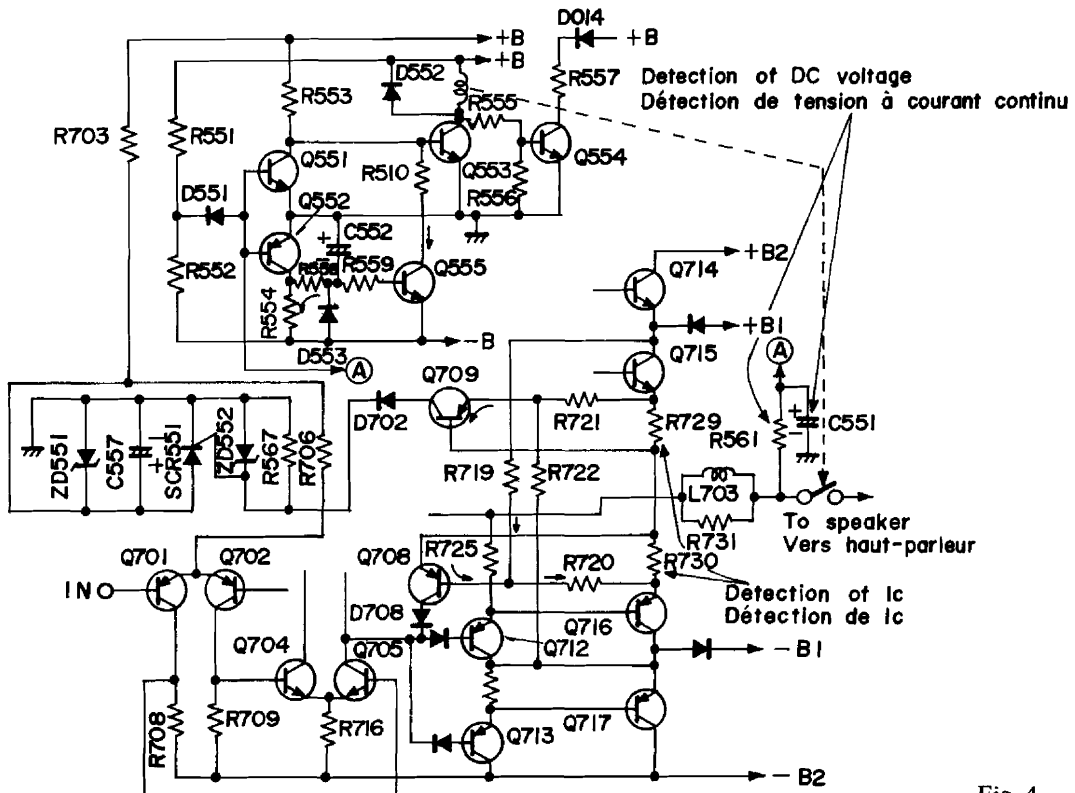 D014
+B
+B
+B
D552
R557
Detection of DC voltage
Détection de tension à courant continu
R553
R555
R703
R551
Q551
Q553
Q554
R510
R556
D551
Q552
C552
+
−
R552
R558
R559
Q555
+B2
Q714
R554
+B1
A
D553
−B
Q715
A
Q709
D702
R721
R729
+
−
C551
R561
ZD551
C557
−
+
SCR551
ZD552
R567
R706
R719
R722
L703
To speaker
Vers haut-parleur
R731
Q701
Q702
Q708
R725
R720
R730
IN
Detection of Ic
Détection de Ic
D708
Q716
Q704
Q705
Q712
−B1
R708
R709
R716
Q713
Q717
−B2
Fig. 4